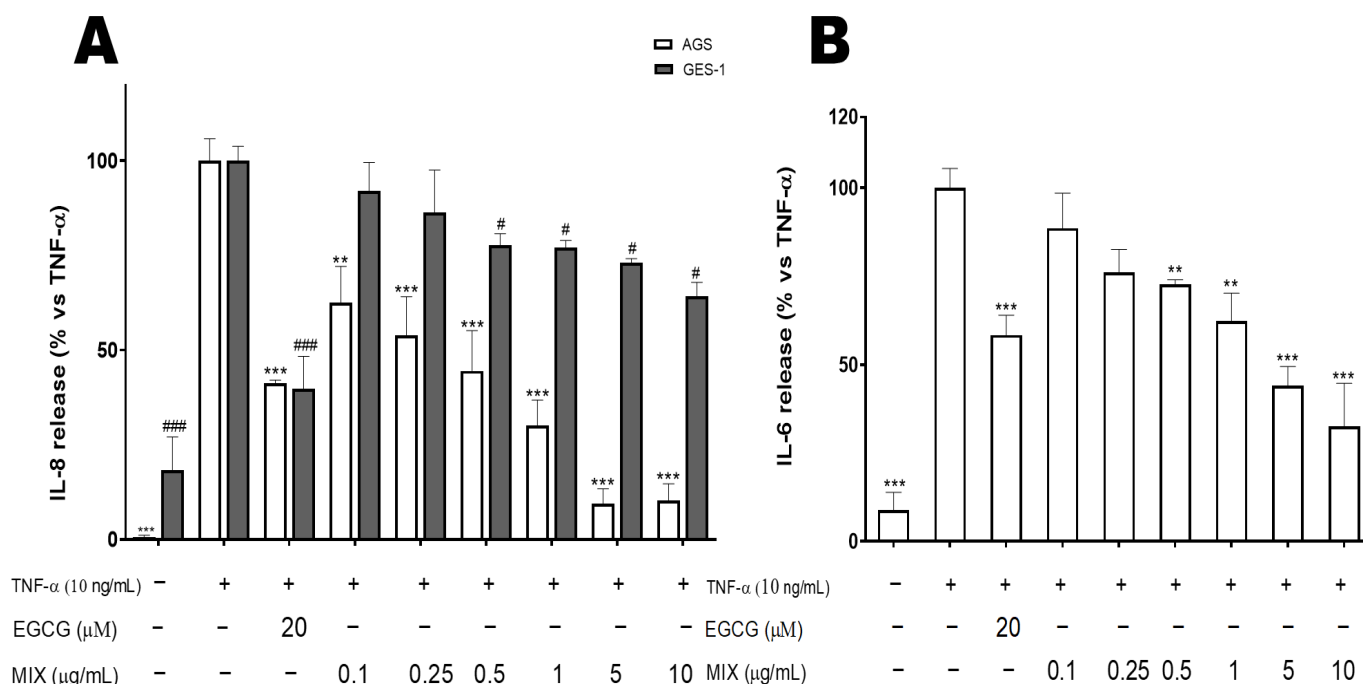 A
AGS
GES-1
IL-8 release (% vs TNF-α)
100
50
0
***
###
***
###
**
***
***
#
***
#
***
#
***
#
TNF-α (10 ng/mL) − + + + + + + + +
EGCG (μM) − − 20 − − − − − −
MIX (μg/mL) − − − 0.1 0.25 0.5 1 5 10
B
IL-6 release (% vs TNF-α)
120
100
50
0
***
***
**
**
***
***
TNF-α (10 ng/mL) − + + + + + + + +
EGCG (μM) − − 20 − − − − − −
MIX (μg/mL) − − − 0.1 0.25 0.5 1 5 10